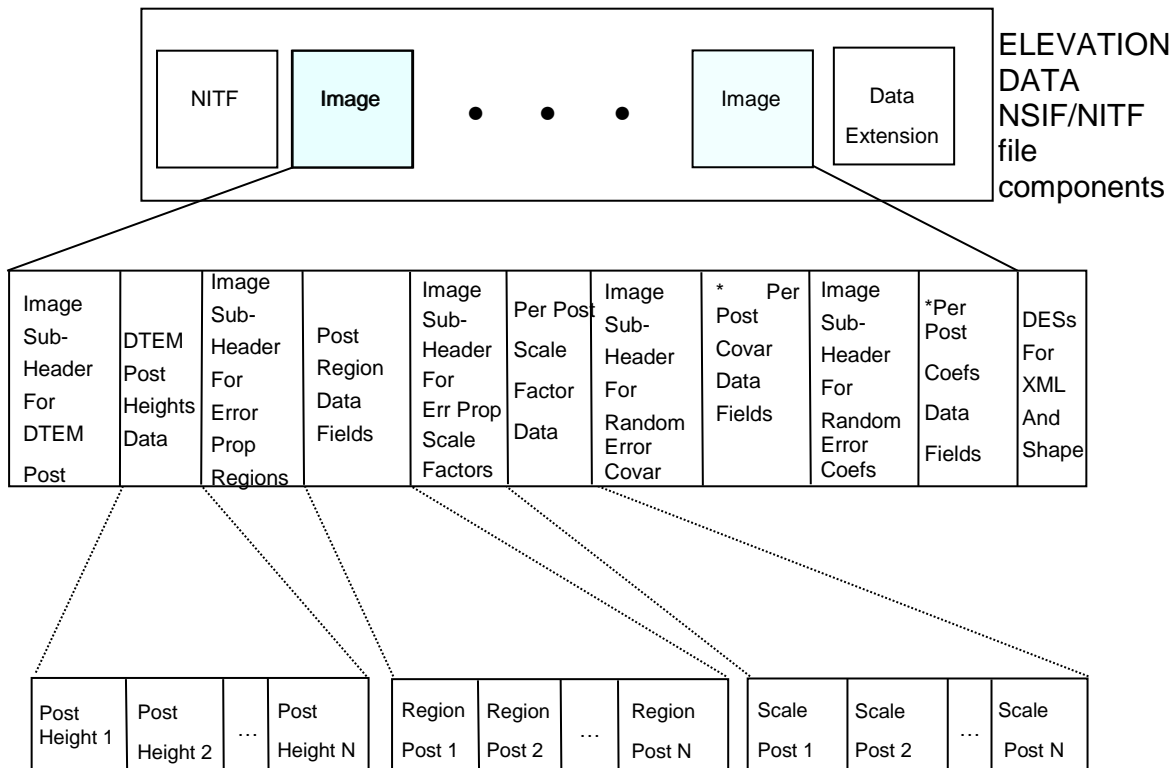 NITF
Image
Image
Data
Extension
ELEVATION
DATA
NSIF/NITF
file
components
Image
Sub-
Header
For
DTEM
Post
DTEM
Post
Heights
Data
Image
Sub-
Header
For
Error
Prop
Regions
Post
Region
Data
Fields
Image
Sub-
Header
For
Err Prop
Scale
Factors
Per Post
Scale
Factor
Data
Image
Sub-
Header
For
Random
Error
Covar
* Per
Post
Covar
Data
Fields
Image
Sub-
Header
For
Random
Error
Coefs
*Per
Post
Coefs
Data
Fields
DESs
For
XML
And
Shape
Post
Height 1
Post
Height 2
...
Post
Height N
Region
Post 1
Region
Post 2
...
Region
Post N
Scale
Post 1
Scale
Post 2
...
Scale
Post N